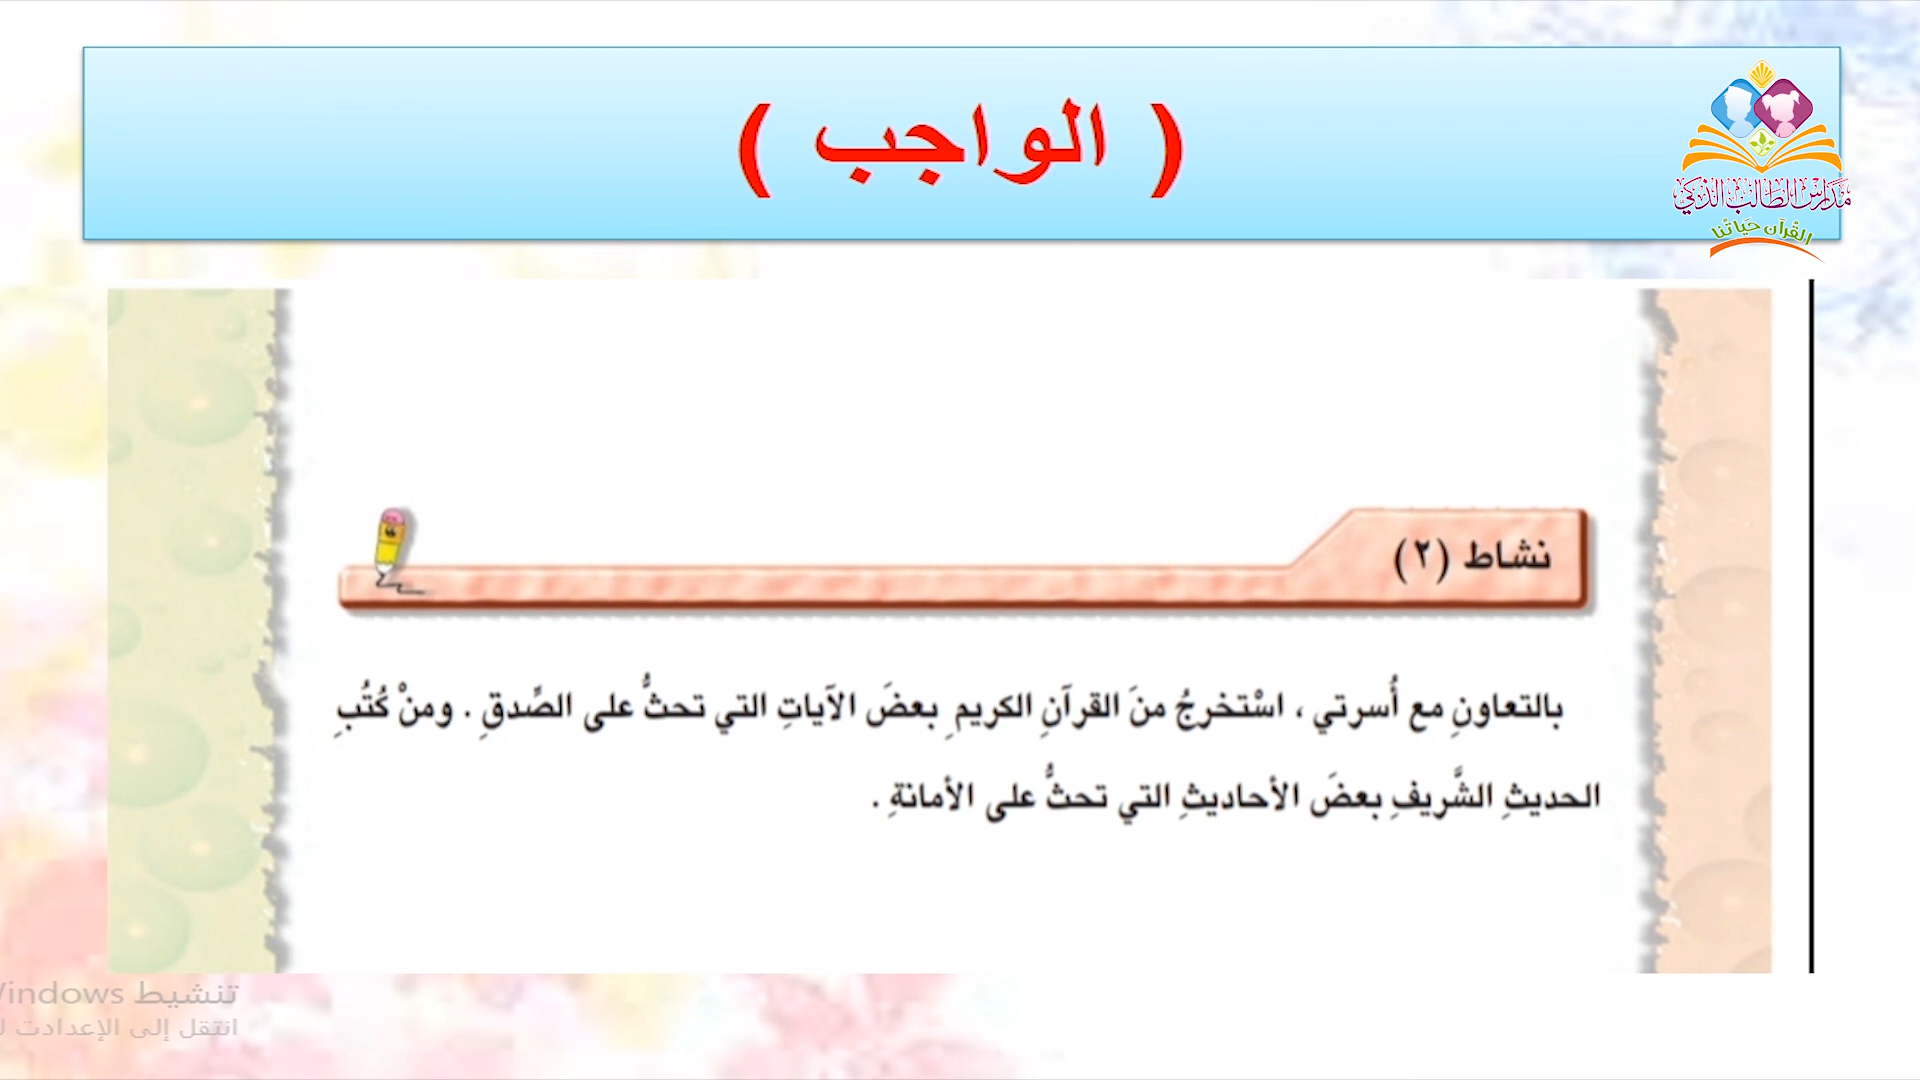 ( الواجب )
مدارس الطالب الذكي
القرآن حياتنا
نشاط (٢)
بالتعاونِ مع أُسرتي ، اسْتخرجُ منَ القرآنِ الكريمِ بعضَ الآياتِ التي تحثُّ على الصِّدقِ . ومنْ كُتُبِ
الحديثِ الشَّريفِ بعضَ الأحاديثِ التي تحثُّ على الأمانةِ .
تنشيط Windows
انتقل إلى الإعدادت